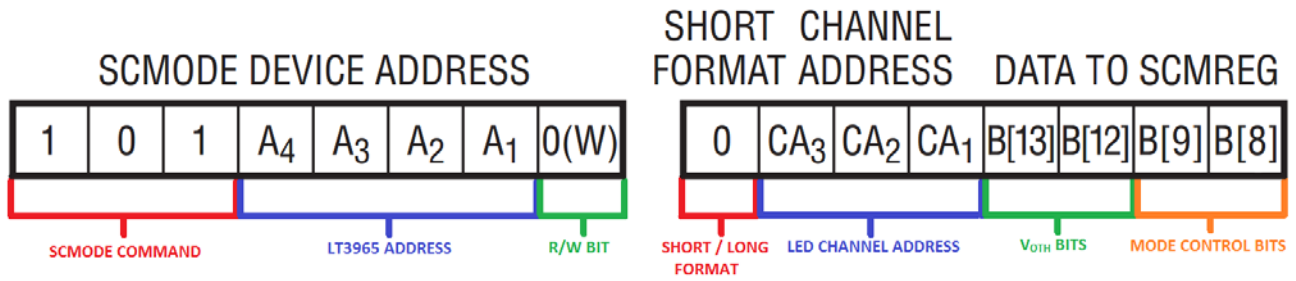 SHORT CHANNEL
SCMODE DEVICE ADDRESS FORMAT ADDRESS DATA TO SCMREG
1 0 1 A4 A3 A2 A1 0(W) 0 CA3 CA2 CA1 B[13] B[12] B[9] B[8]
SCMODE COMMAND LT3965 ADDRESS R/W BIT SHORT / LONG LED CHANNEL ADDRESS VOTH BITS MODE CONTROL BITS
FORMAT